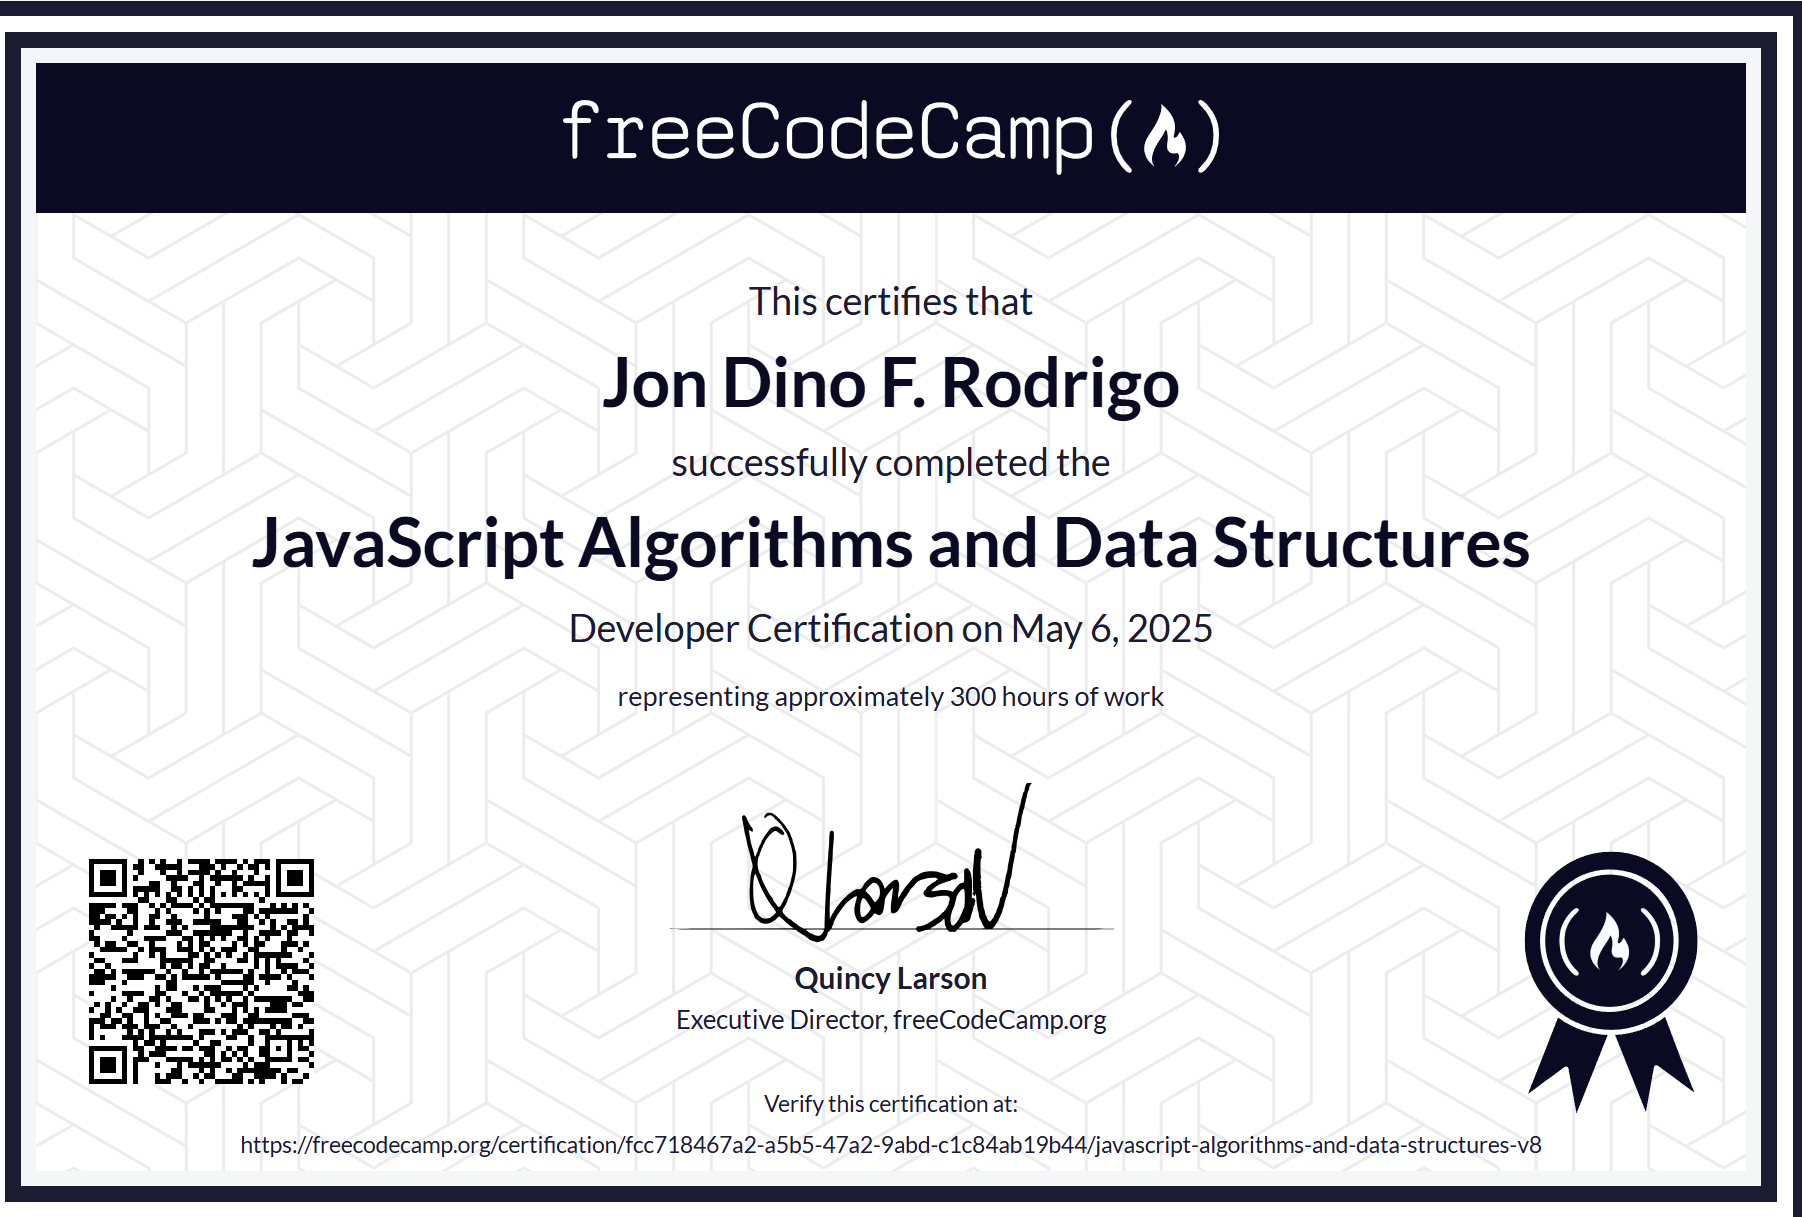 freeCodeCamp
This certifies that
Jon Dino F. Rodrigo
successfully completed the
JavaScript Algorithms and Data Structures
Developer Certification on May 6, 2025
representing approximately 300 hours of work
QLarson
Quincy Larson
Executive Director, freeCodeCamp.org
Verify this certification at:
https://freecodecamp.org/certification/fcc718467a2-a5b5-47a2-9abd-c1c84ab19b44/javascript-algorithms-and-data-structures-v8